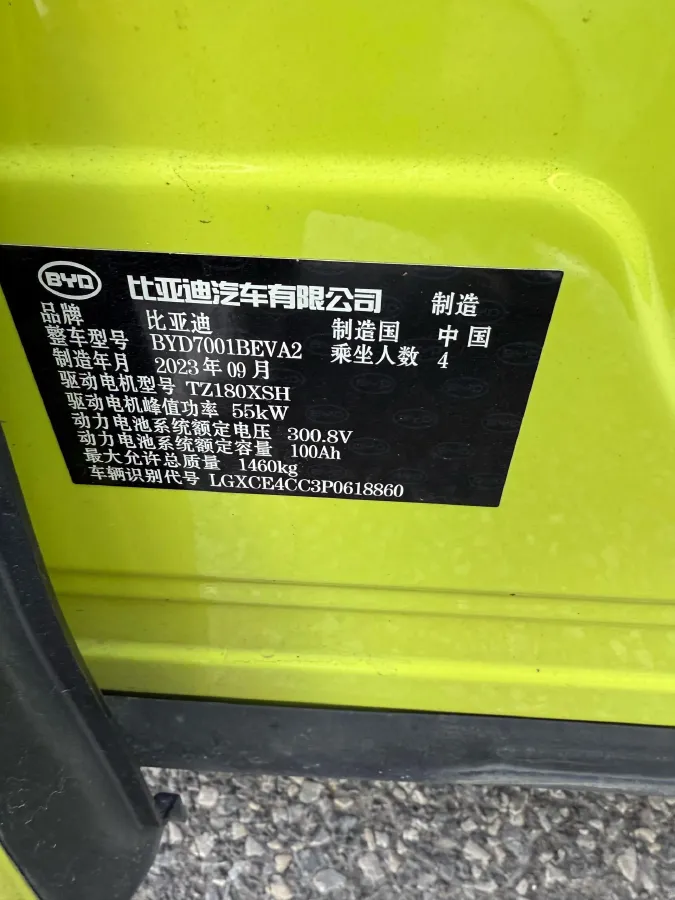 BYD 比亚迪汽车有限公司 制造
品牌 比亚迪 制造国 中国
整车型号 BYD7001BEVA2 乘坐人数 4
制造年月 2023年09月
驱动电机型号 TZ180XSH
驱动电机峰值功率 55kW
动力电池系统额定电压 300.8V
动力电池系统额定容量 100Ah
最大允许总质量 1460kg
车辆识别代号 LGXCE4CC3P0618860